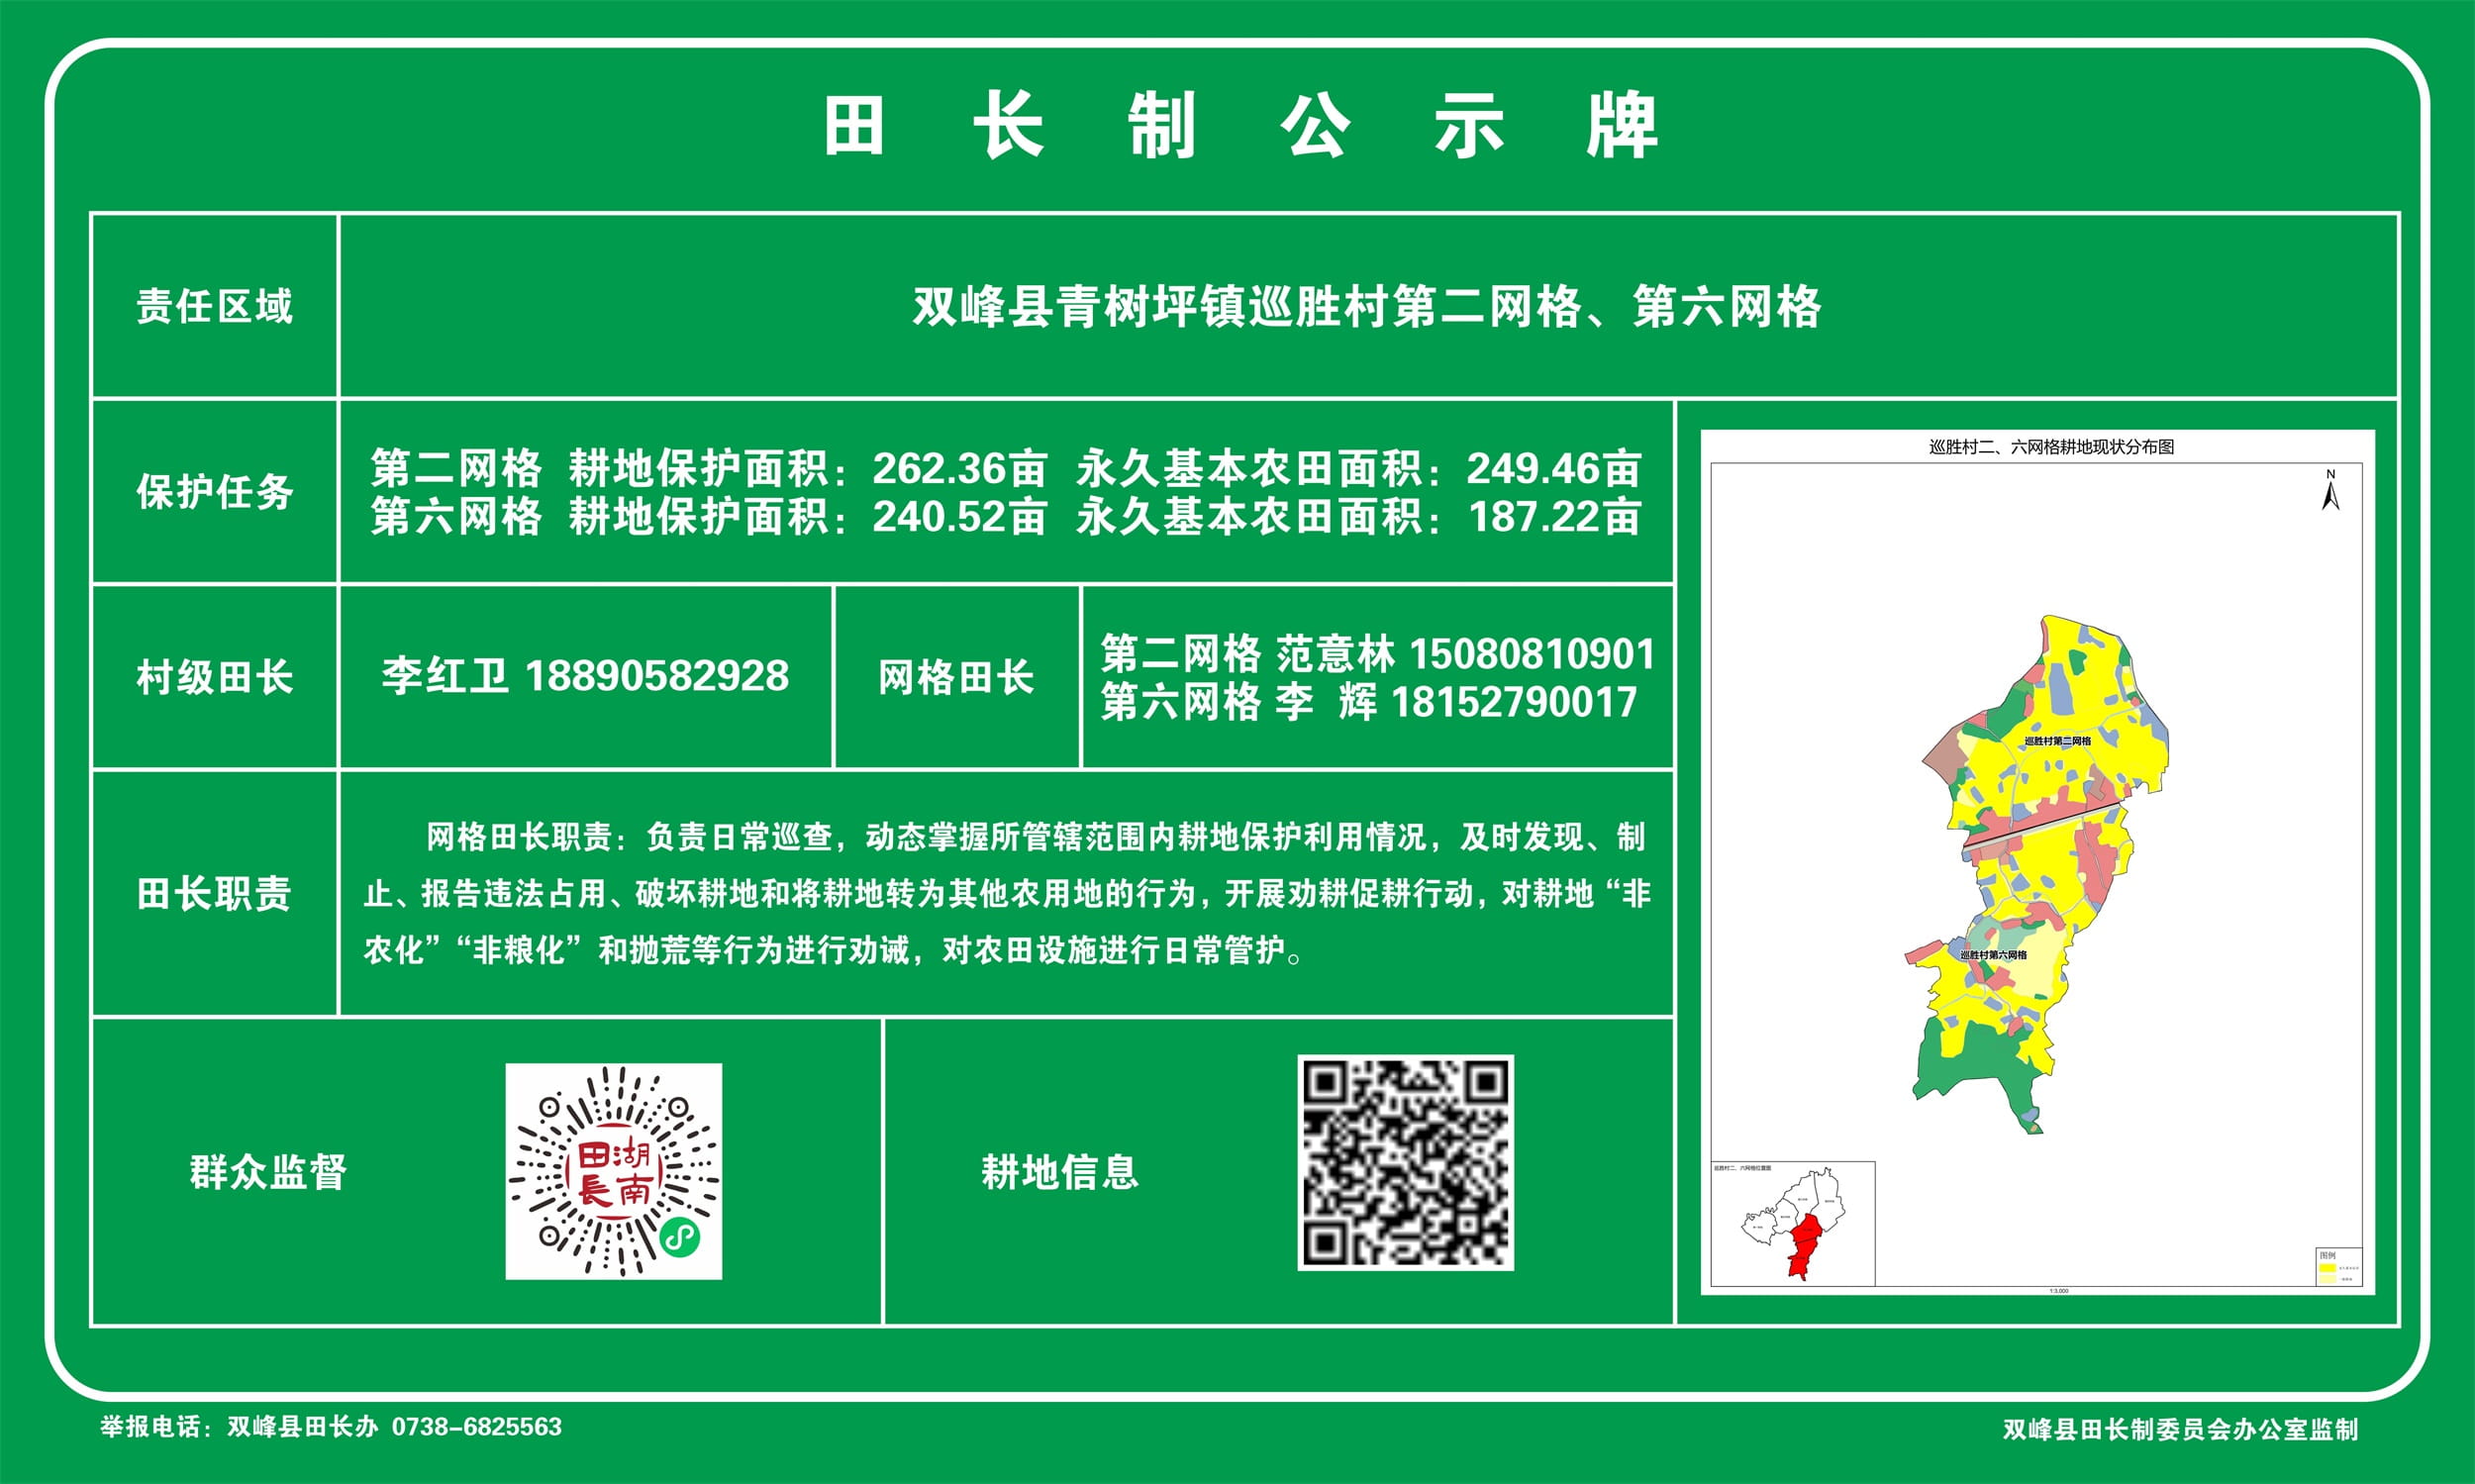 田长制公示牌
责任区域
双峰县青树坪镇巡胜村第二网格、第六网格
保护任务
第二网格 耕地保护面积：262.36亩 永久基本农田面积：249.46亩
第六网格 耕地保护面积：240.52亩 永久基本农田面积：187.22亩
村级田长
李红卫 18890582928
网格田长
第二网格 范意林 15080810901
第六网格 李 辉 18152790017
田长职责
网格田长职责：负责日常巡查，动态掌握所管辖范围内耕地保护利用情况，及时发现、制
止、报告违法占用、破坏耕地和将耕地转为其他农用地的行为，开展劝耕促耕行动，对耕地“非
农化”“非粮化”和抛荒等行为进行劝诫，对农田设施进行日常管护。
群众监督
田湖
長南
耕地信息
巡胜村二、六网格耕地现状分布图
N
巡胜村第二网格
巡胜村第六网格
巡胜村二、六网格位置图
图例
1:3,000
举报电话：双峰县田长办 0738-6825563
双峰县田长制委员会办公室监制